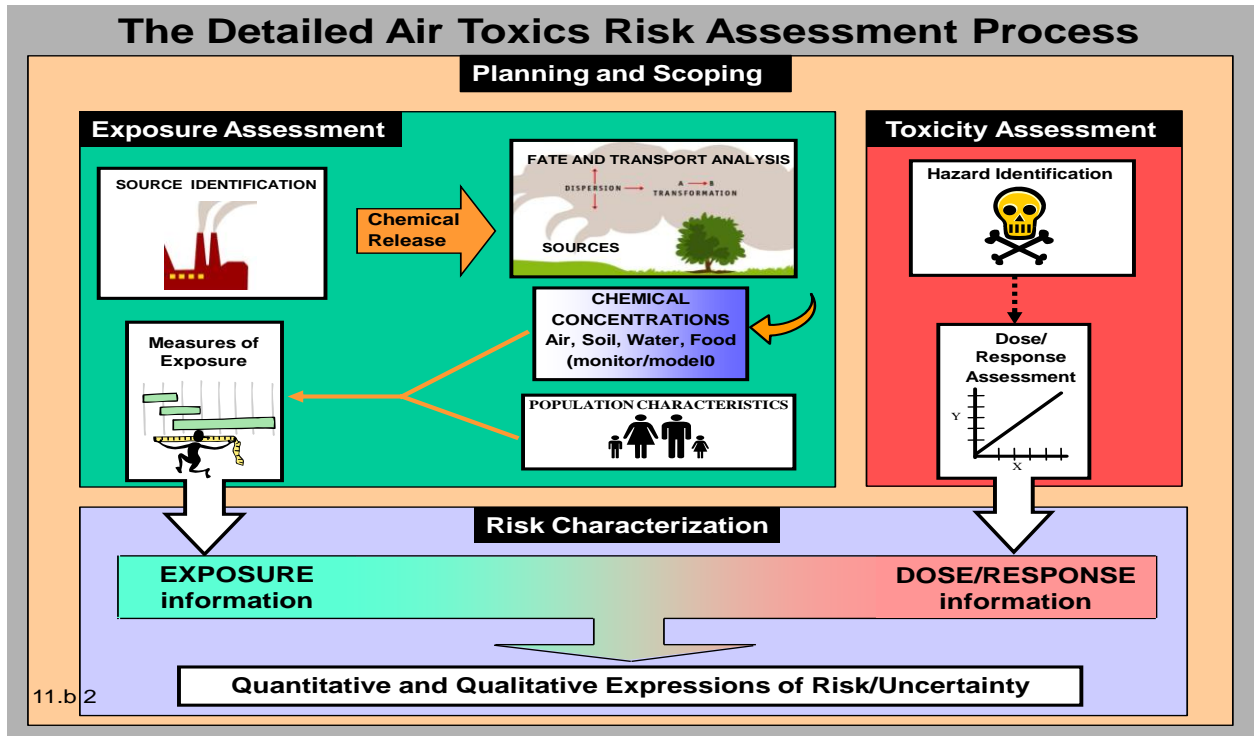 The Detailed Air Toxics Risk Assessment Process
Planning and Scoping
Exposure Assessment
SOURCE IDENTIFICATION
Chemical
Release
FATE AND TRANSPORT ANALYSIS
DISPERSION
A B
TRANSFORMATION
SOURCES
CHEMICAL
CONCENTRATIONS
Air, Soil, Water, Food
(monitor/model0
POPULATION CHARACTERISTICS
Measures of
Exposure
Toxicity Assessment
Hazard Identification
Dose/
Response
Assessment
Y
X
Risk Characterization
EXPOSURE
information
DOSE/RESPONSE
information
Quantitative and Qualitative Expressions of Risk/Uncertainty
11.b 2